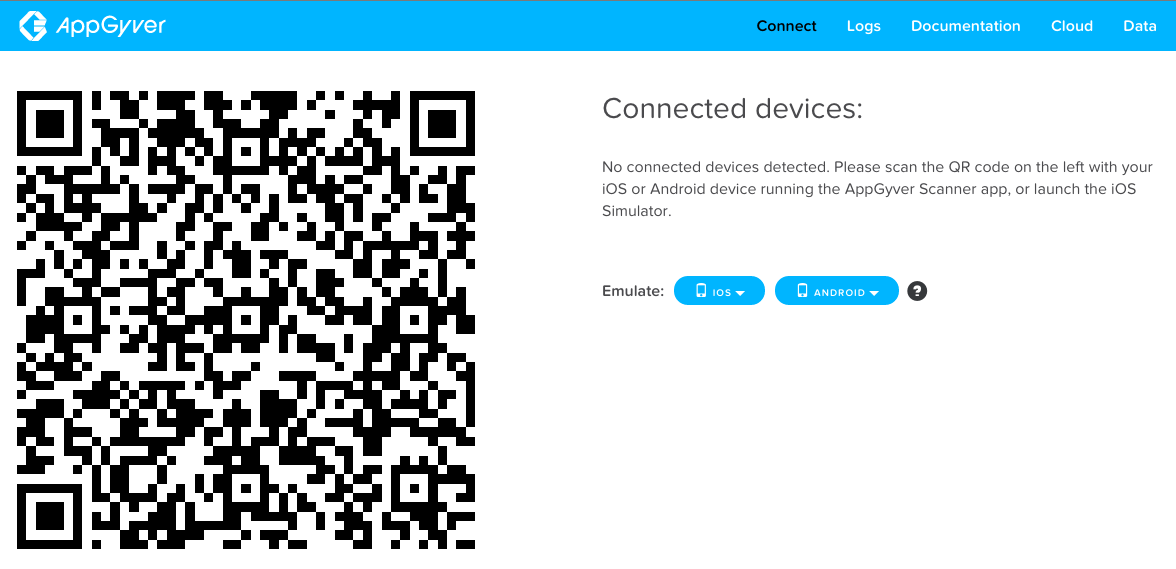 AppGyver
Connect Logs Documentation Cloud Data
Connected devices:
No connected devices detected. Please scan the QR code on the left with your
iOS or Android device running the AppGyver Scanner app, or launch the iOS
Simulator.
Emulate: IOS ANDROID ?